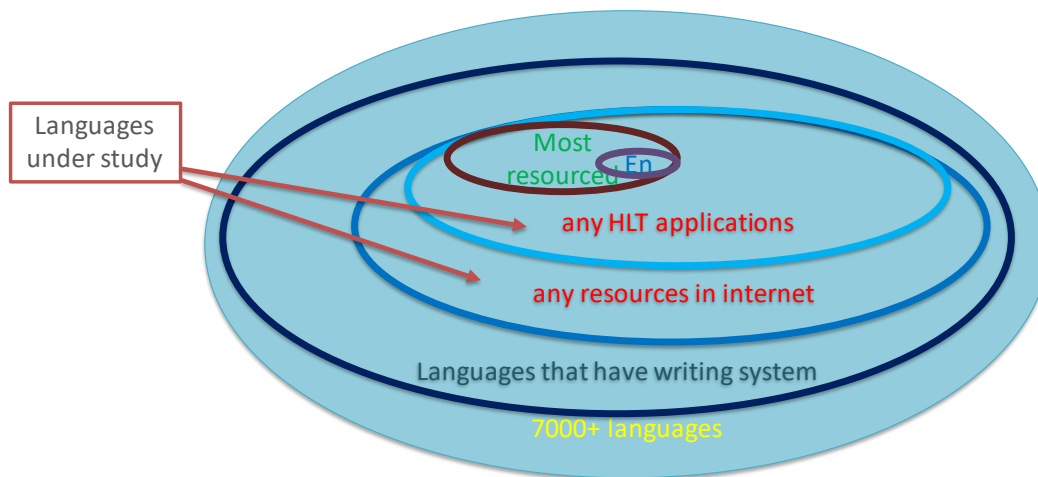 Languages
under study
Most
resourced
En
any HLT applications
any resources in internet
Languages that have writing system
7000+ languages